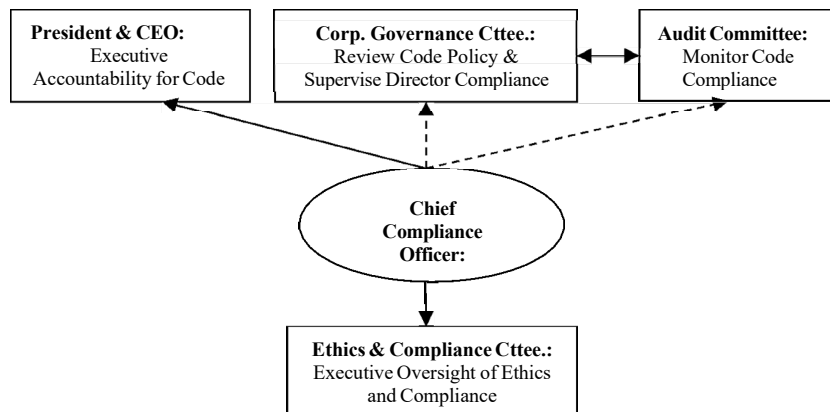 President & CEO:
Executive
Accountability for Code
Corp. Governance Cttee.:
Review Code Policy &
Supervise Director Compliance
Audit Committee:
Monitor Code
Compliance
Chief
Compliance
Officer:
Ethics & Compliance Cttee.:
Executive Oversight of Ethics
and Compliance